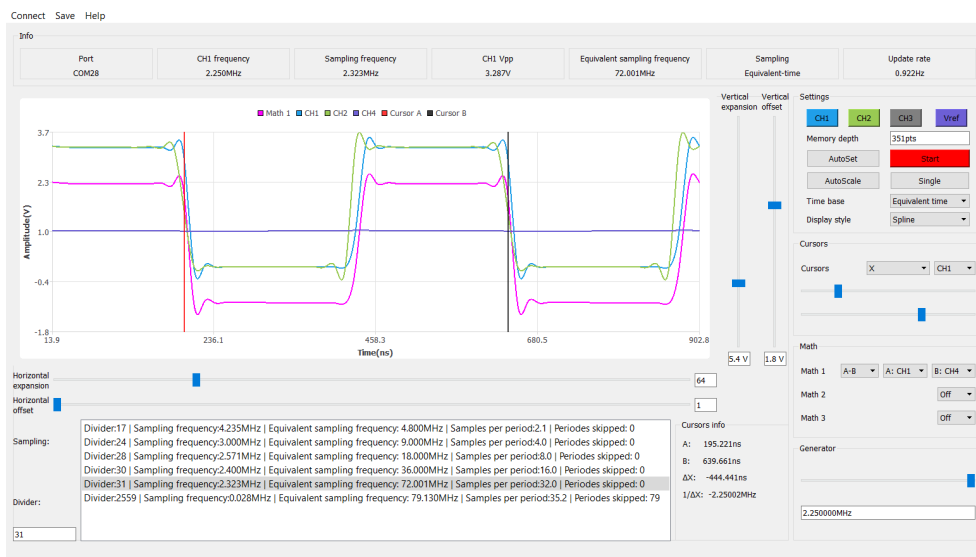 Connect Save Help
Info
Port CH1 frequency Sampling frequency CH1 Vpp Equivalent sampling frequency Sampling Update rate
COM28 2.250MHz 2.323MHz 3.287V 72.001MHz Equivalent-time 0.922Hz
Math 1 CH1 CH2 CH4 Cursor A Cursor B
3.7
2.3
1.0
-0.4
-1.8
Amplitude(V)
13.9 236.1 458.3 680.5 902.8
Time(ns)
Vertical expansion
Vertical offset
5.4 V 1.8 V
Settings
CH1 CH2 CH3 Vref
Memory depth 351pts
AutoSet Start
AutoScale Single
Time base Equivalent time
Display style Spline
Cursors
Cursors X CH1
Math
Math 1 A-B A: CH1 B: CH4
Math 2 Off
Math 3 Off
Generator
2.250000MHz
Horizontal expansion 64
Horizontal offset 1
Sampling:
Divider:17 | Sampling frequency:4.235MHz | Equivalent sampling frequency: 4.800MHz | Samples per period:2.1 | Periodes skipped: 0
Divider:24 | Sampling frequency:3.000MHz | Equivalent sampling frequency: 9.000MHz | Samples per period:4.0 | Periodes skipped: 0
Divider:28 | Sampling frequency:2.571MHz | Equivalent sampling frequency: 18.000MHz | Samples per period:8.0 | Periodes skipped: 0
Divider:30 | Sampling frequency:2.400MHz | Equivalent sampling frequency: 36.000MHz | Samples per period:16.0 | Periodes skipped: 0
Divider:31 | Sampling frequency:2.323MHz | Equivalent sampling frequency: 72.001MHz | Samples per period:32.0 | Periodes skipped: 0
Divider:2559 | Sampling frequency:0.028MHz | Equivalent sampling frequency: 79.130MHz | Samples per period:35.2 | Periodes skipped: 79
Divider:
31
Cursors info
A: 195.221ns
B: 639.661ns
ΔX: -444.441ns
1/ΔX: -2.25002MHz